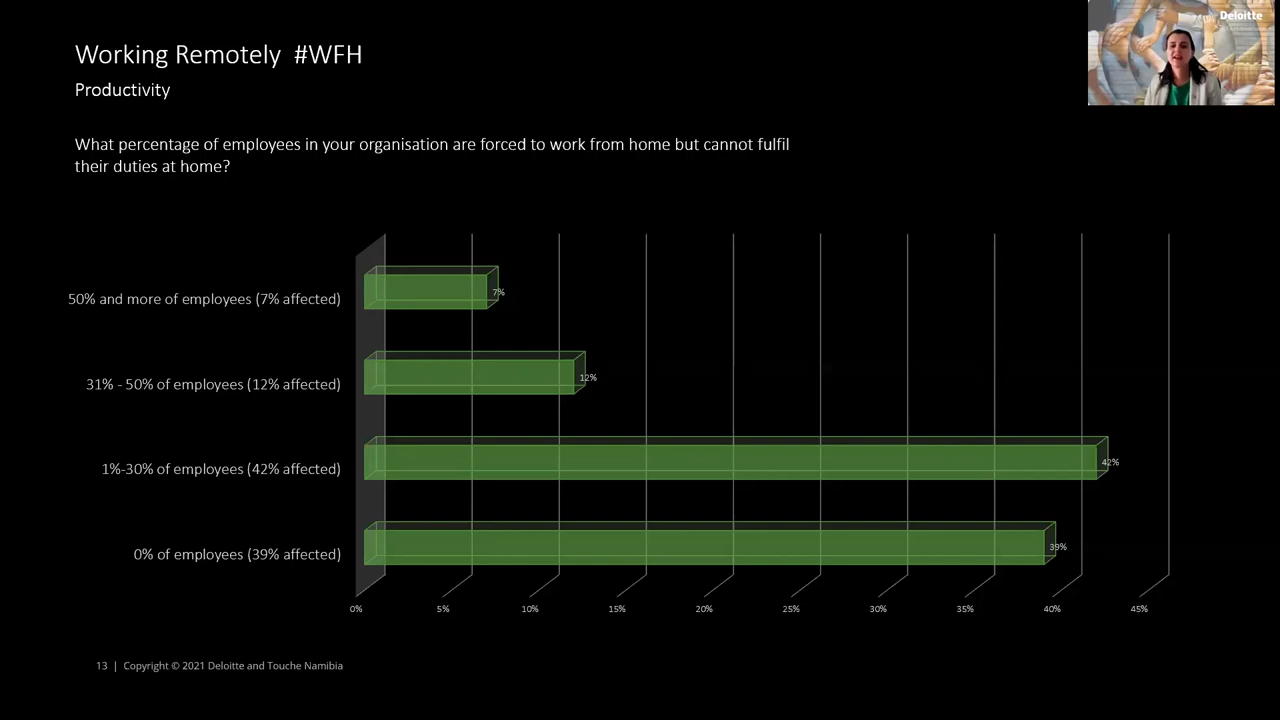 Deloitte
Working Remotely #WFH
Productivity
What percentage of employees in your organisation are forced to work from home but cannot fulfil
their duties at home?
50% and more of employees (7% affected)
7%
31% - 50% of employees (12% affected)
12%
1%-30% of employees (42% affected)
42%
0% of employees (39% affected)
39%
0% 5% 10% 15% 20% 25% 30% 35% 40% 45%
13 | Copyright © 2021 Deloitte and Touche Namibia